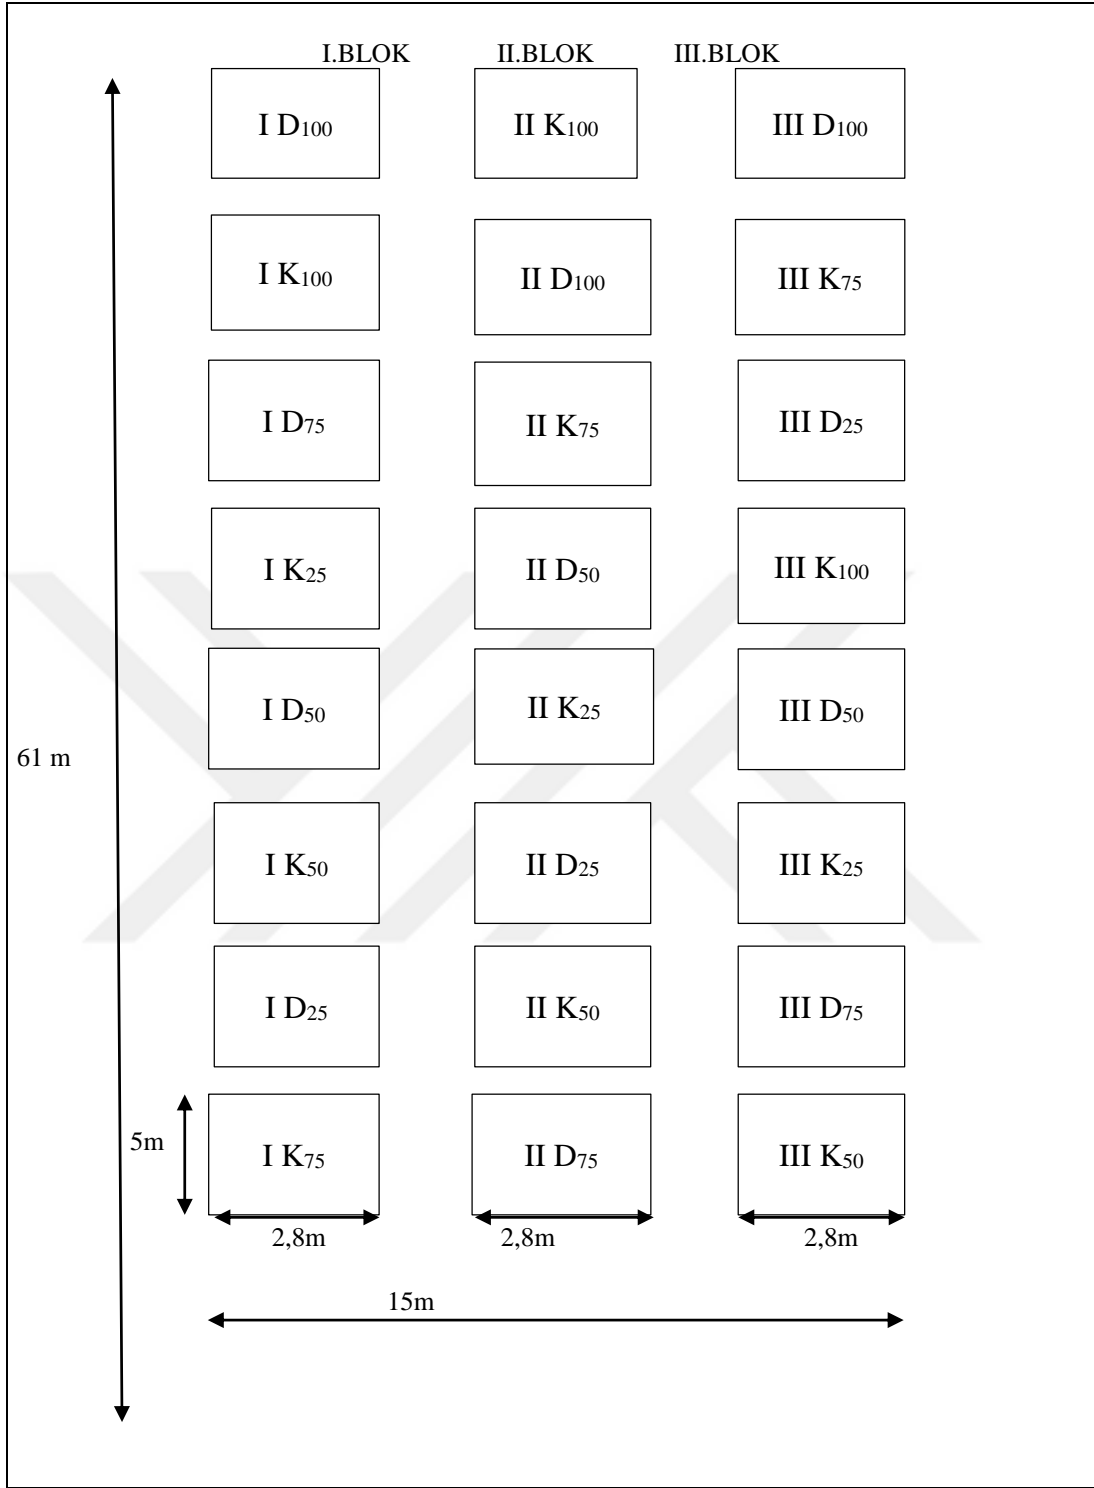 I.BLOK II.BLOK III.BLOK
I D100 II K100 III D100
I K100 II D100 III K75
I D75 II K75 III D25
I K25 II D50 III K100
I D50 II K25 III D50
61 m
I K50 II D25 III K25
I D25 II K50 III D75
5m I K75 II D75 III K50
2,8m 2,8m 2,8m
15m